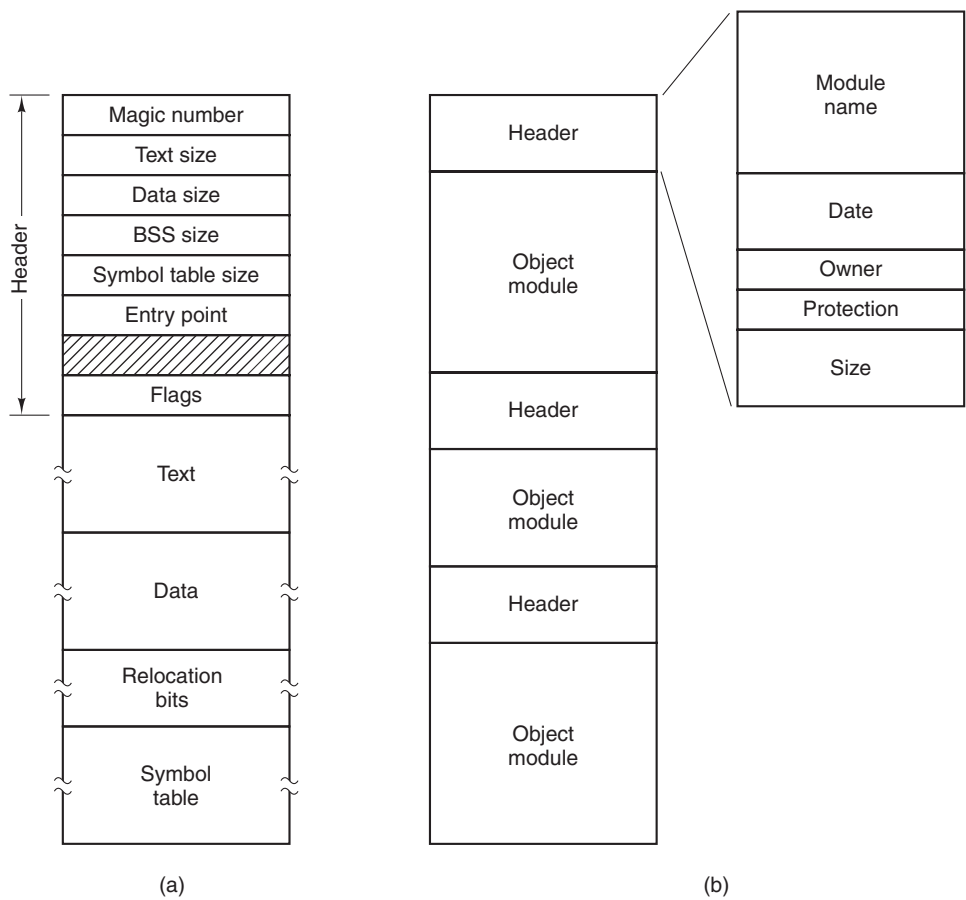 Header
Magic number
Text size
Data size
BSS size
Symbol table size
Entry point
Flags
Text
Data
Relocation
bits
Symbol
table
(a)
Header
Object
module
Header
Object
module
Header
Object
module
Module
name
Date
Owner
Protection
Size
(b)